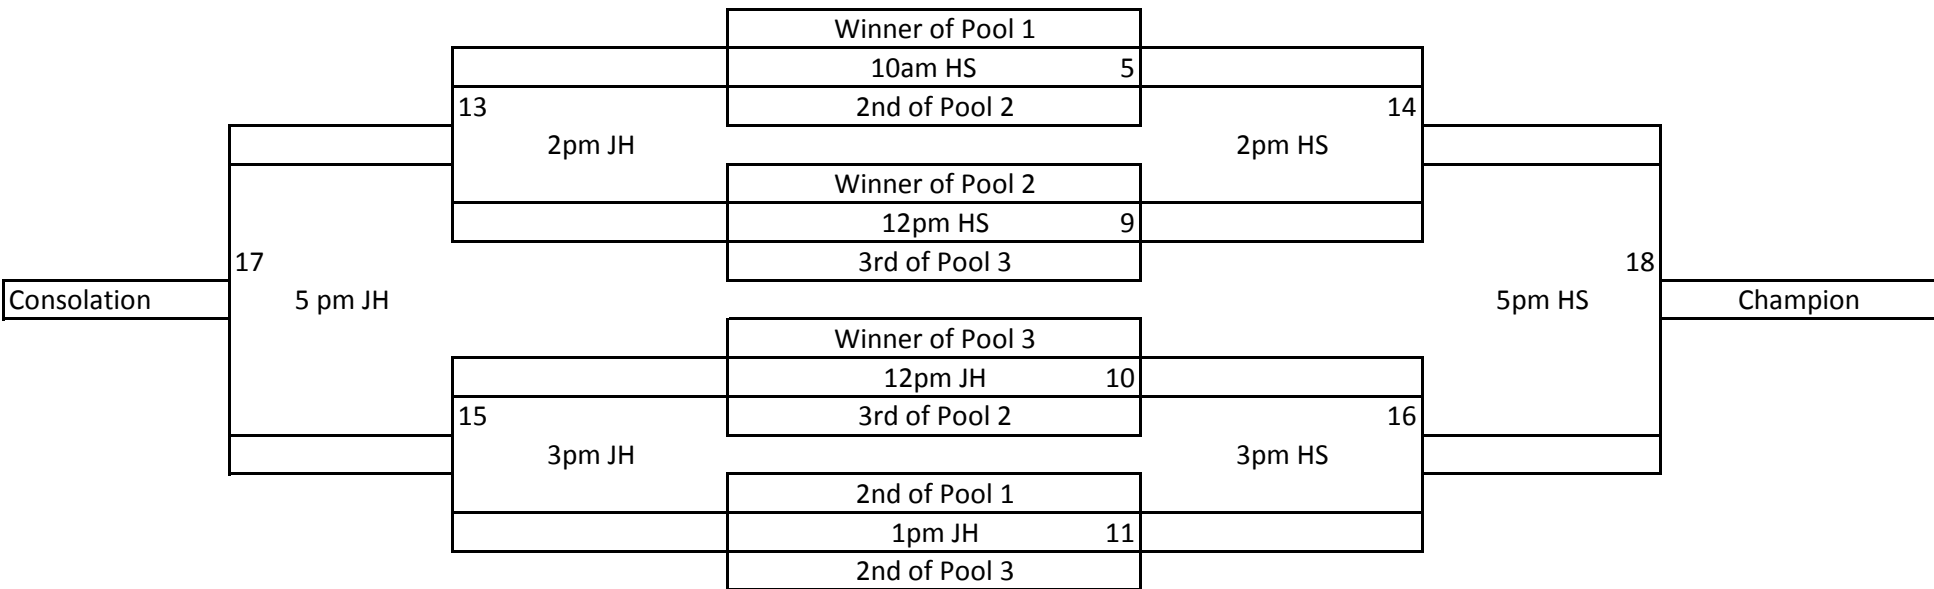 Winner of Pool 1
10am HS 5
13 2nd of Pool 2 14
2pm JH 2pm HS
Winner of Pool 2
12pm HS 9
17 3rd of Pool 3 18
Consolation 5 pm JH 5pm HS Champion
Winner of Pool 3
12pm JH 10
15 3rd of Pool 2 16
3pm JH 3pm HS
2nd of Pool 1
1pm JH 11
2nd of Pool 3